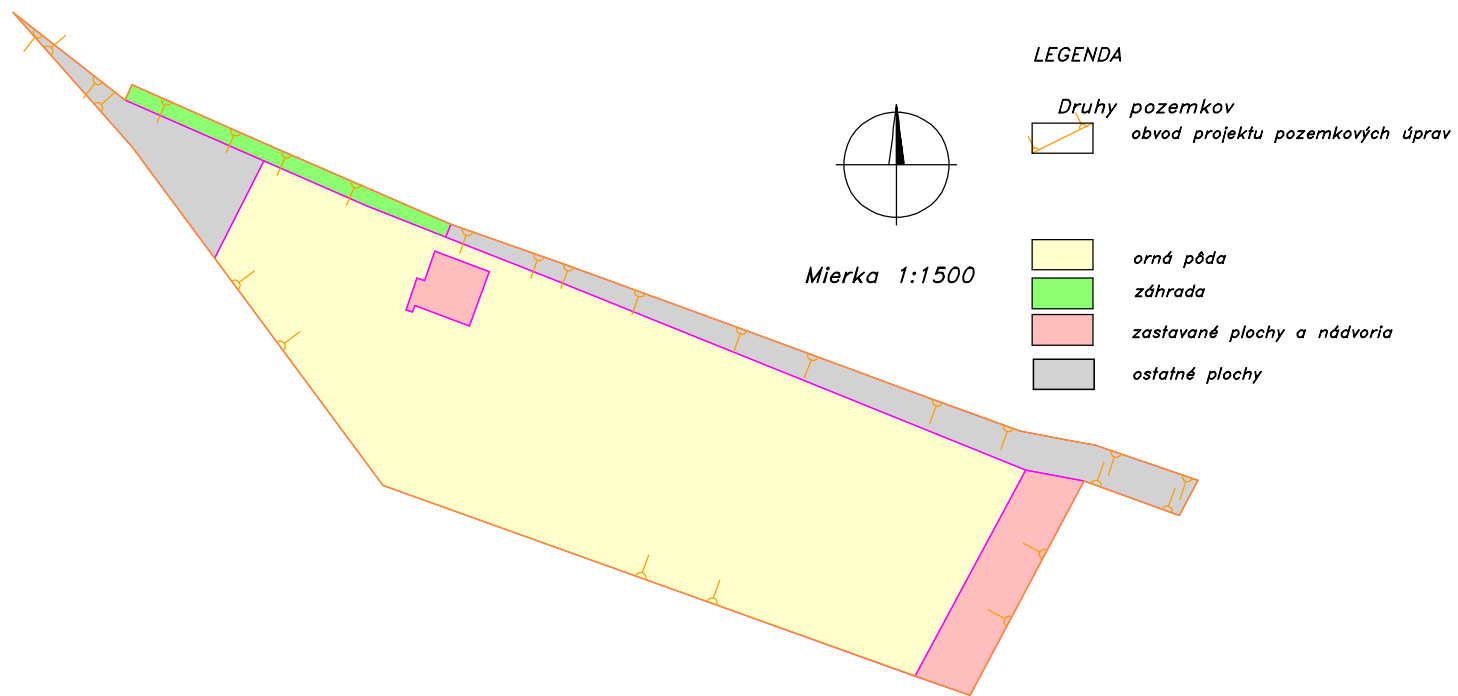 LEGENDA
Druhy pozemkov
obvod projektu pozemkových úprav
Mierka 1:1500
orná pôda
záhrada
zastavané plochy a nádvoria
ostatné plochy